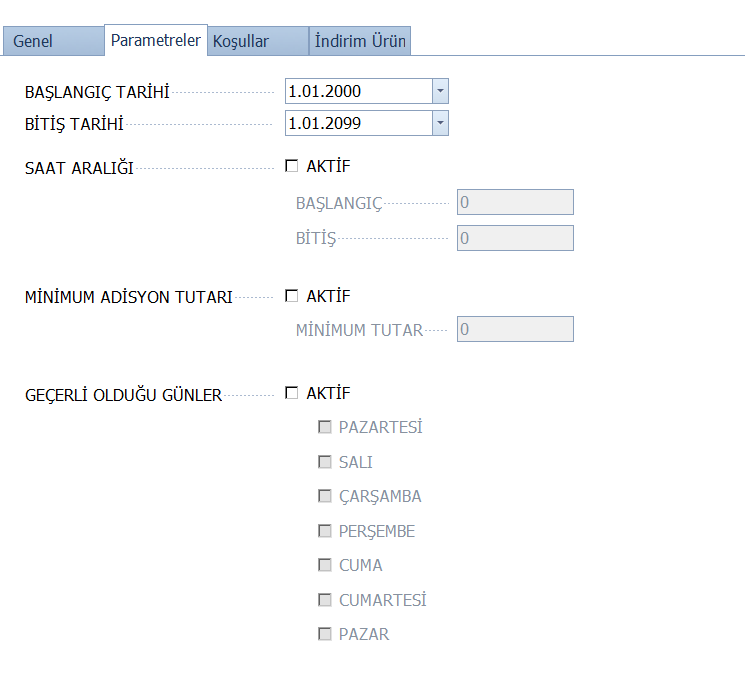 Genel Parametreler Koşullar İndirim Ürün
BAŞLANGIÇ TARİHİ 1.01.2000
BİTİŞ TARİHİ 1.01.2099
SAAT ARALIĞI AKTİF
BAŞLANGIÇ 0
BİTİŞ 0
MİNİMUM ADİSYON TUTARI AKTİF
MİNİMUM TUTAR 0
GEÇERLİ OLDUĞU GÜNLER AKTİF
PAZARTESİ
SALI
ÇARŞAMBA
PERŞEMBE
CUMA
CUMARTESİ
PAZAR